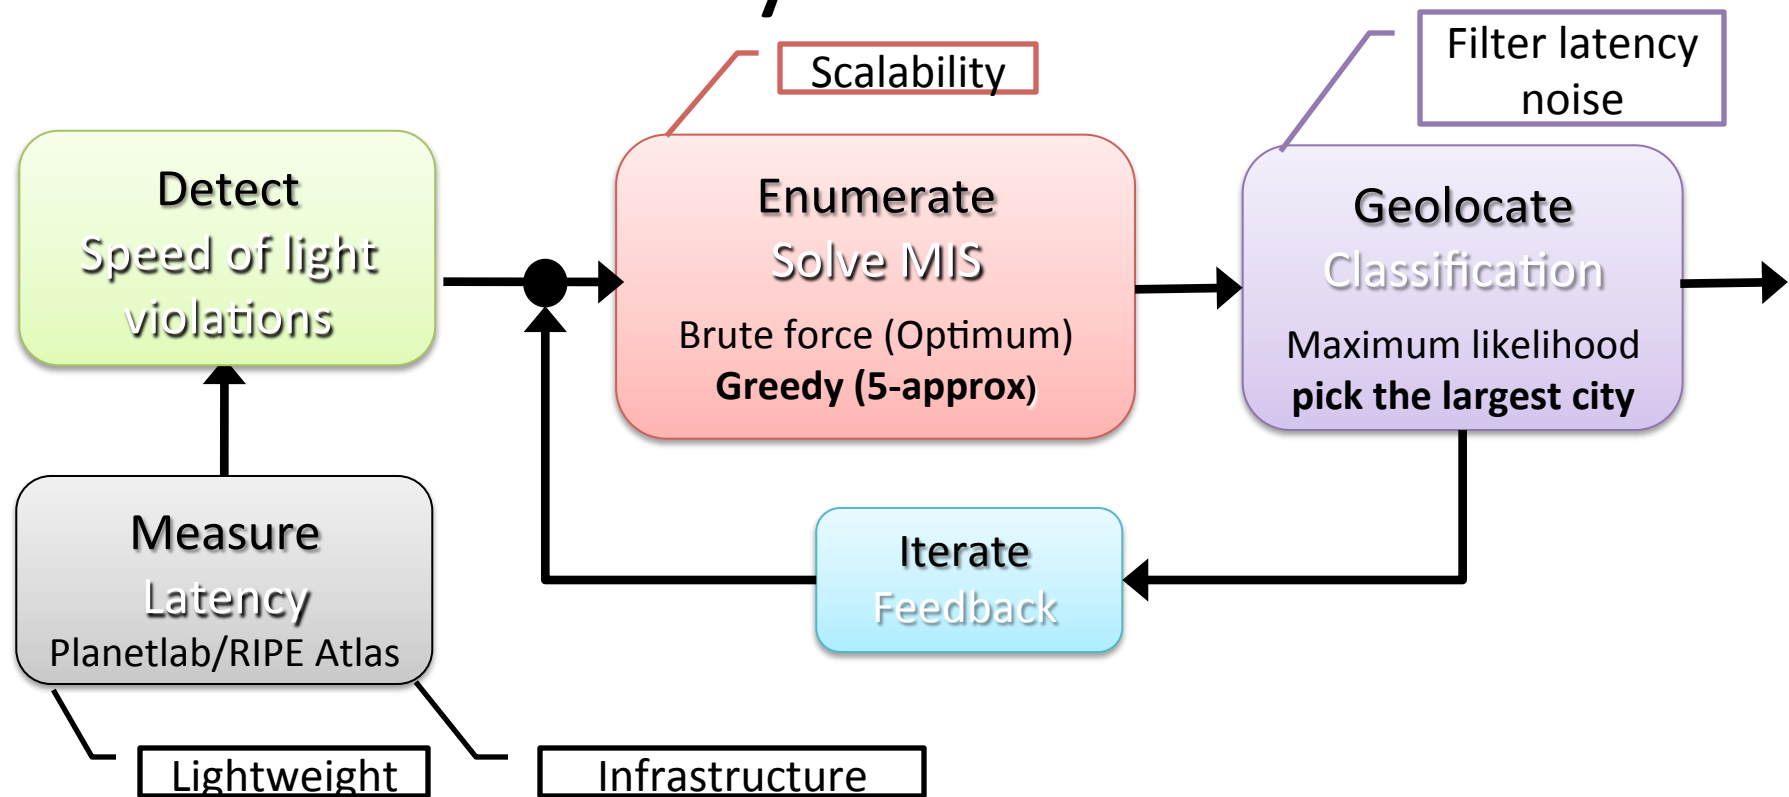 Scalability
Filter latency
noise
Detect
Speed of light
violations
Enumerate
Solve MIS
Brute force (Optimum)
Greedy (5-approx)
Geolocate
Classification
Maximum likelihood
pick the largest city
Measure
Latency
Planetlab/RIPE Atlas
Iterate
Feedback
Lightweight
Infrastructure